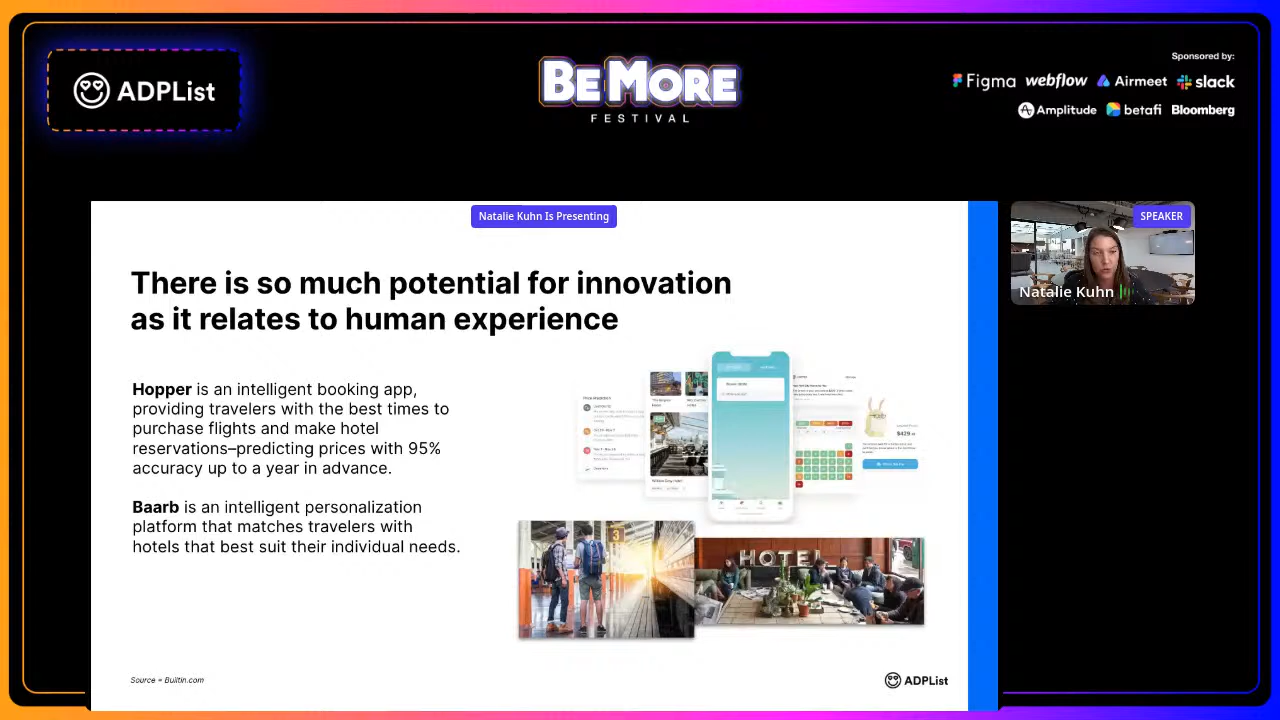 ADPList
BE MORE
FESTIVAL
Sponsored by:
Figma webflow Airmeet slack
Amplitude betafi Bloomberg
Natalie Kuhn Is Presenting
SPEAKER
Natalie Kuhn
There is so much potential for innovation
as it relates to human experience
Hopper is an intelligent booking app,
providing travelers with the best times to
purchase flights and make hotel
reservations–predicting prices with 95%
accuracy up to a year in advance.
Baarb is an intelligent personalization
platform that matches travelers with
hotels that best suit their individual needs.
$429
3
HOTEL
Source = Builtin.com
ADPList